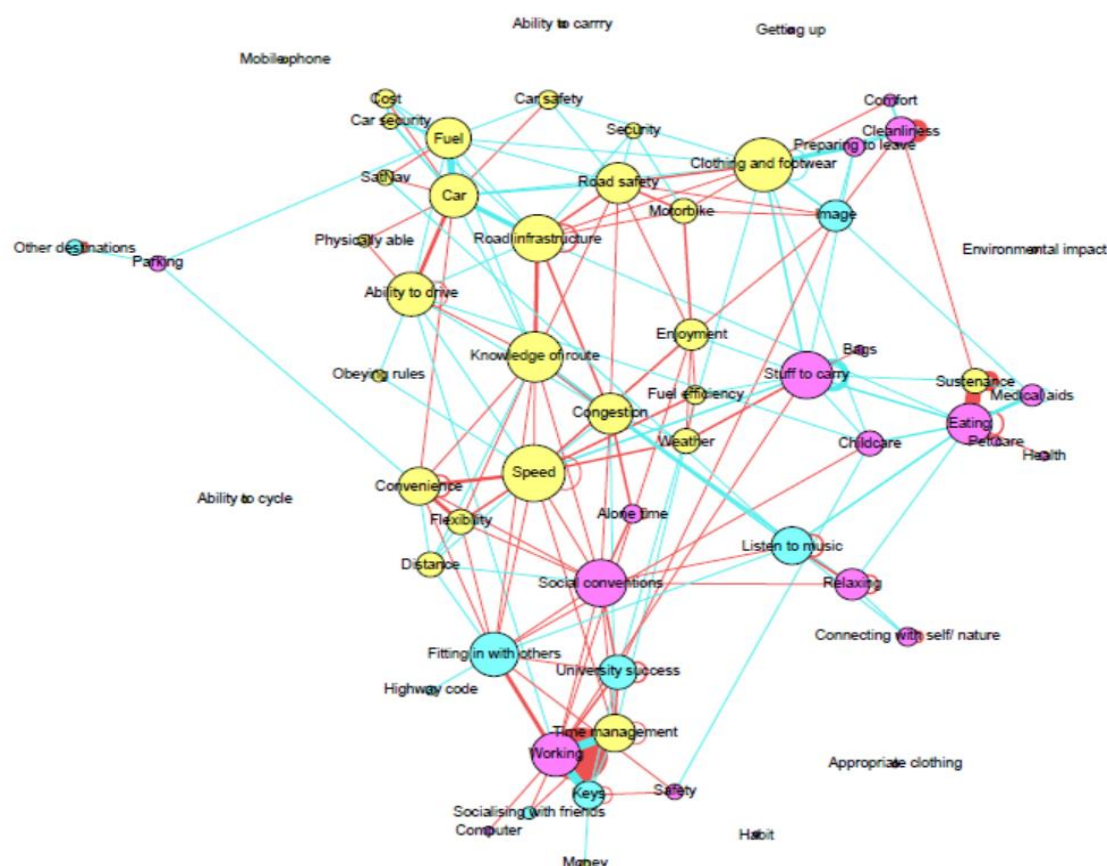 Ability to carrry
Getting up
Mobile phone
Cost
Car safety
Comfort
Car security
Security
Cleanliness
Fuel
Preparing to leave
Clothing and footwear
SatNav
Road safety
Car
Motorbike
Image
Physically able
Road infrastructure
Other destinations
Parking
Environmental impact
Ability to drive
Enjoyment
Knowledge of route
Bags
Obeying rules
Stuff to carry
Sustenance
Fuel efficiency
Medical aids
Congestion
Eating
Weather
Childcare
Petcare
Health
Speed
Convenience
Ability to cycle
Alone time
Flexibility
Listen to music
Distance
Social conventions
Relaxing
Connecting with self/ nature
Fitting in with others
University success
Highway code
Time management
Working
Appropriate clothing
Keys
Safety
Socialising with friends
Computer
Habit
Money